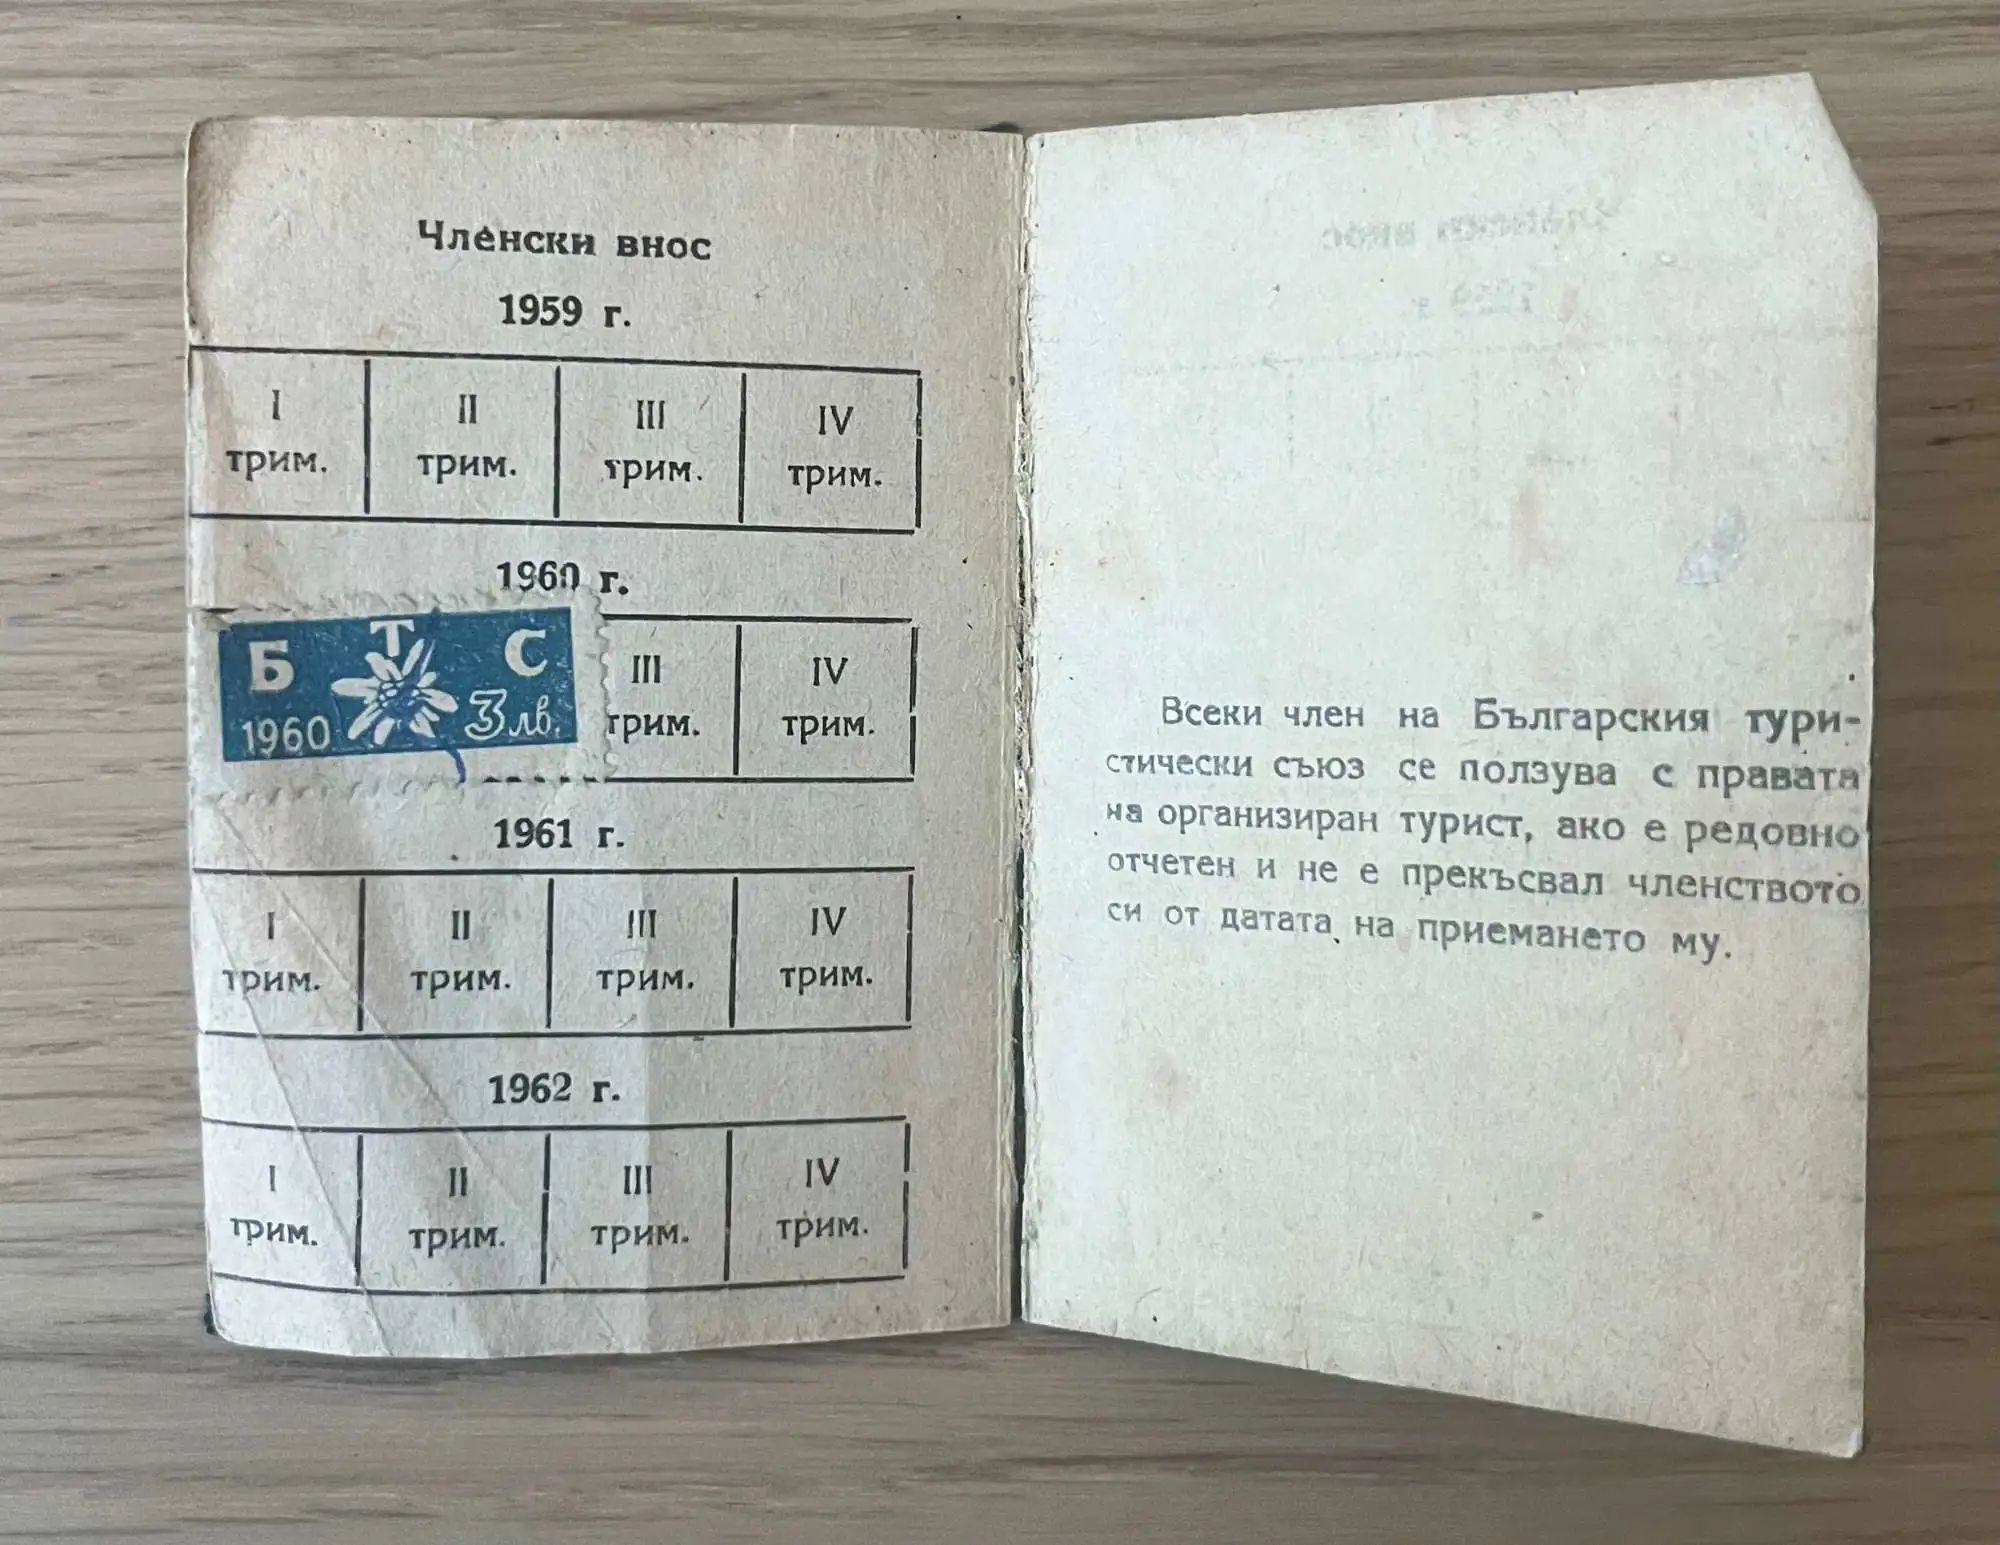 Членски внос
1959 г.
I II III IV
трим. трим. трим. трим.
1960 г.
Б Т С
1960 3 лв.
III IV
трим. трим.
1961 г.
I II III IV
трим. трим. трим. трим.
1962 г.
I II III IV
трим. трим. трим. трим.
Всеки член на Българския тури-
стически съюз се ползува с правата
на организиран турист, ако е редовно
отчетен и не е прекъсвал членството
си от датата на приемането му.